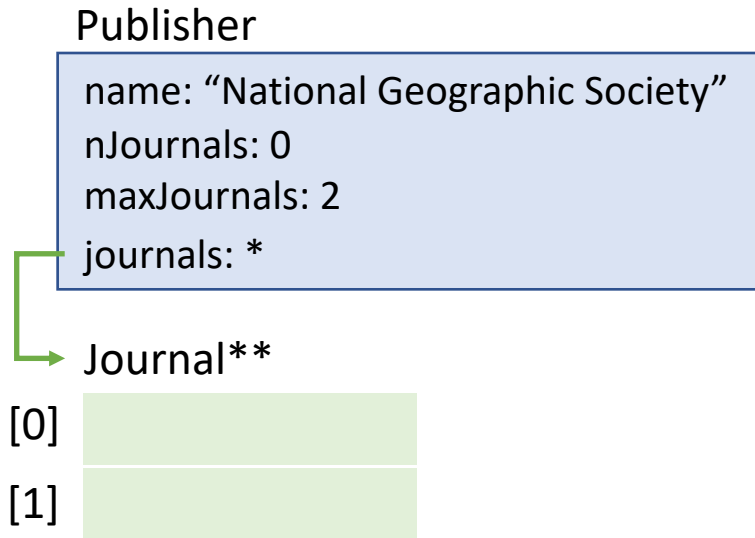 Publisher
name: “National Geographic Society”
nJournals: 0
maxJournals: 2
journals: *
Journal**
[0]
[1]